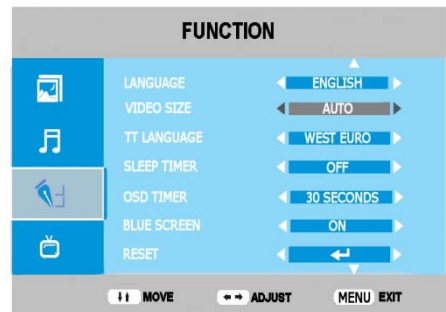 FUNCTION
LANGUAGE ENGLISH
VIDEO SIZE AUTO
TT LANGUAGE WEST EURO
SLEEP TIMER OFF
OSD TIMER 30 SECONDS
BLUE SCREEN ON
RESET
MOVE ADJUST MENU EXIT